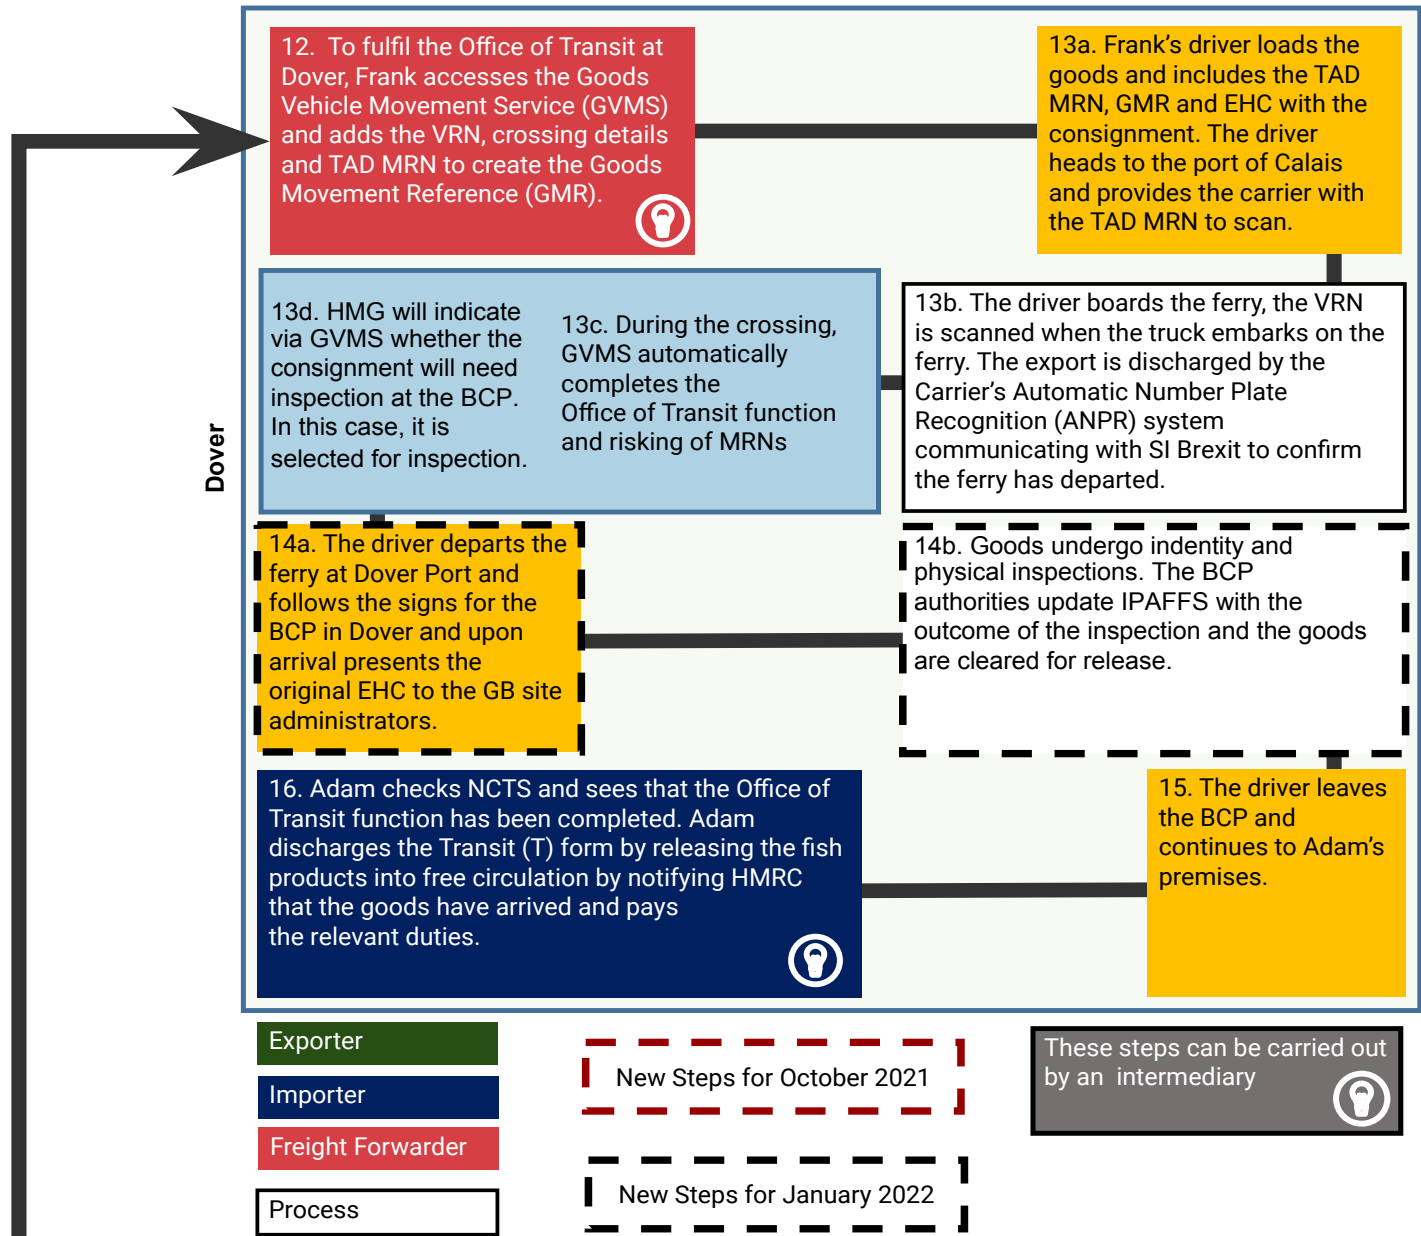 12.  To fulfil the Office of Transit at
Dover, Frank accesses the Goods
Vehicle Movement Service (GVMS)
and adds the VRN, crossing details
and TAD MRN to create the Goods
Movement Reference (GMR).
13a. Frank's driver loads the
goods and includes the TAD
MRN, GMR and EHC with the
consignment. The driver
heads to the port of Calais
and provides the carrier with
the TAD MRN to scan.
13b. The driver boards the ferry, the VRN
is scanned when the truck embarks on the
ferry. The export is discharged by the
Carrier's Automatic Number Plate
Recognition (ANPR) system
communicating with SI Brexit to confirm
the ferry has departed.
13c. During the crossing,
GVMS automatically
completes the
Office of Transit function
and risking of MRNs
13d. HMG will indicate
via GVMS whether the
consignment will need
inspection at the BCP.
In this case, it is
selected for inspection.
Dover
14a. The driver departs the
ferry at Dover Port and
follows the signs for the
BCP in Dover and upon
arrival presents the
original EHC to the GB site
administrators.
14b. Goods undergo indentity and
physical inspections. The BCP
authorities update IPAFFS with the
outcome of the inspection and the goods
are cleared for release.
15. The driver leaves
the BCP and
continues to Adam's
premises.
16. Adam checks NCTS and sees that the Office of
Transit function has been completed. Adam
discharges the Transit (T) form by releasing the fish
products into free circulation by notifying HMRC
that the goods have arrived and pays
the relevant duties.
Exporter
Importer
Freight Forwarder
Process
New Steps for October 2021
New Steps for January 2022
These steps can be carried out
by an  intermediary